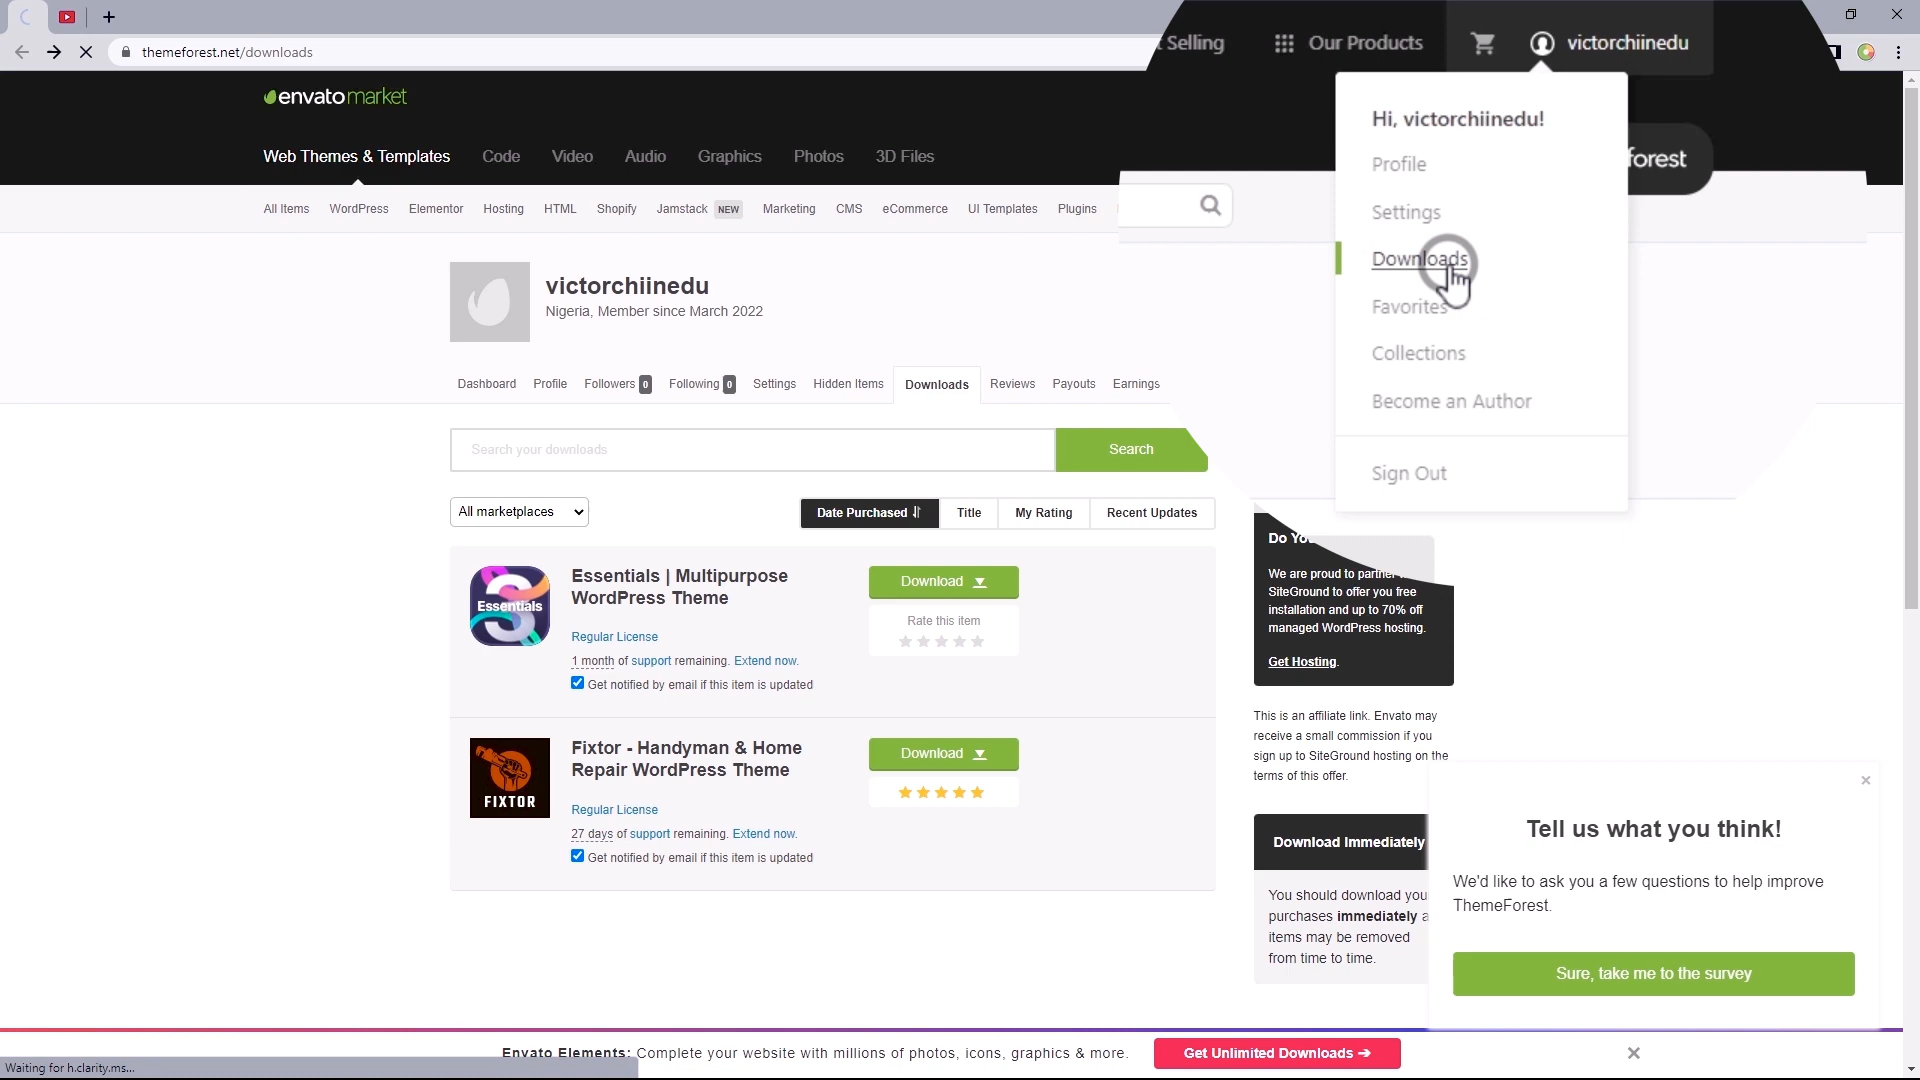 themeforest.net/downloads
Selling
Our Products
victorchiinedu
envatomarket
Hi, victorchiinedu!
Profile
Settings
Downloads
Favorites
Collections
Become an Author
Sign Out
forest
Web Themes & Templates
Code
Video
Audio
Graphics
Photos
3D Files
All Items
WordPress
Elementor
Hosting
HTML
Shopify
Jamstack NEW
Marketing
CMS
eCommerce
UI Templates
Plugins
victorchiinedu
Nigeria, Member since March 2022
Dashboard
Profile
Followers 0
Following 0
Settings
Hidden Items
Downloads
Reviews
Payouts
Earnings
Search your downloads
Search
All marketplaces
Date Purchased
Title
My Rating
Recent Updates
Essentials
Essentials | Multipurpose
WordPress Theme
Regular License
1 month of support remaining. Extend now.
Get notified by email if this item is updated
Download
Rate this item
FIXTOR
Fixtor - Handyman & Home
Repair WordPress Theme
Regular License
27 days of support remaining. Extend now.
Get notified by email if this item is updated
Download
Do You
We are proud to partner
SiteGround to offer you free
installation and up to 70% off
managed WordPress hosting.
Get Hosting.
This is an affiliate link. Envato may
receive a small commission if you
sign up to SiteGround hosting on the
terms of this offer.
Download Immediately
You should download you
purchases immediately a
items may be removed
from time to time.
Tell us what you think!
We'd like to ask you a few questions to help improve
ThemeForest.
Sure, take me to the survey
Envato Elements: Complete your website with millions of photos, icons, graphics & more.
Get Unlimited Downloads →
Waiting for h.clarity.ms...